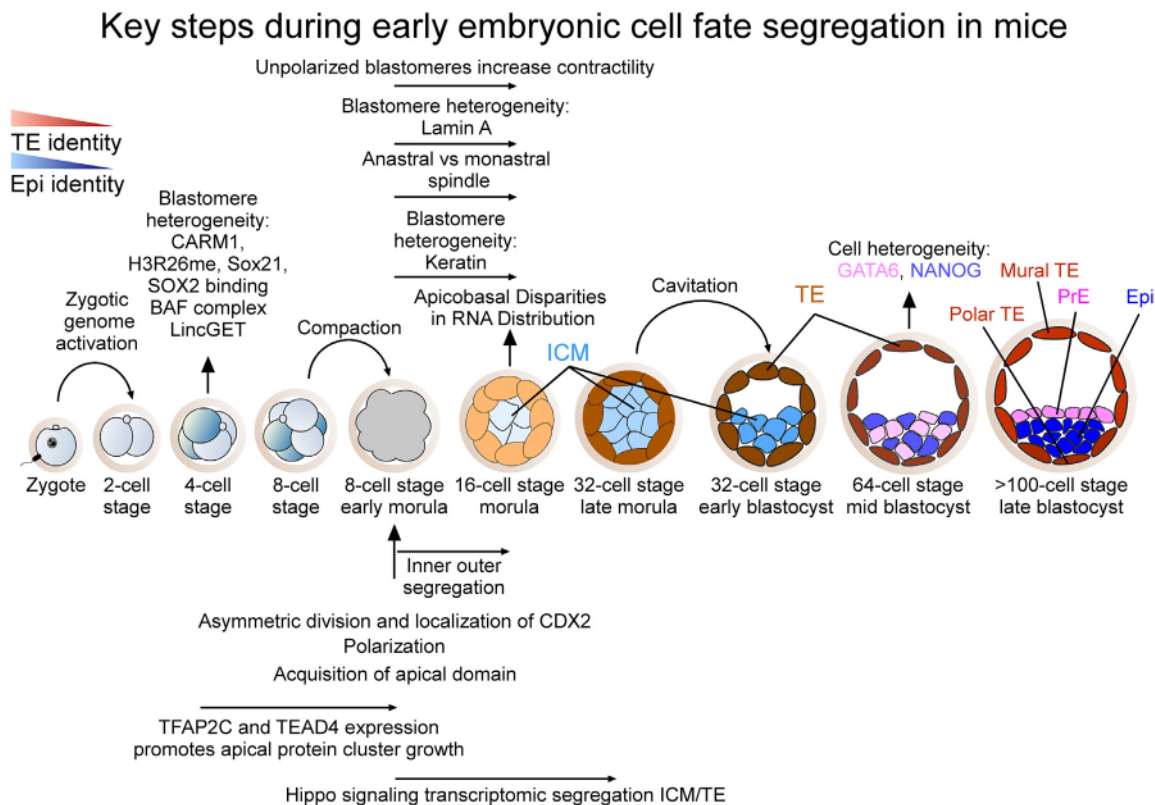 Key steps during early embryonic cell fate segregation in mice
Unpolarized blastomeres increase contractility
Blastomere heterogeneity:
Lamin A
Anastral vs monastral
spindle
Blastomere
heterogeneity:
Keratin
Apicobasal Disparities
in RNA Distribution
TE identity
Epi identity
Blastomere
heterogeneity:
CARM1,
H3R26me, Sox21,
SOX2 binding
BAF complex
LincGET
Zygotic
genome
activation
Compaction
ICM
Cavitation
TE
Cell heterogeneity:
GATA6, NANOG
Mural TE
PrE
Epi
Polar TE
Zygote
2-cell
stage
4-cell
stage
8-cell
stage
8-cell stage
early morula
16-cell stage
morula
32-cell stage
late morula
32-cell stage
early blastocyst
64-cell stage
mid blastocyst
>100-cell stage
late blastocyst
Inner outer
segregation
Asymmetric division and localization of CDX2
Polarization
Acquisition of apical domain
TFAP2C and TEAD4 expression
promotes apical protein cluster growth
Hippo signaling transcriptomic segregation ICM/TE